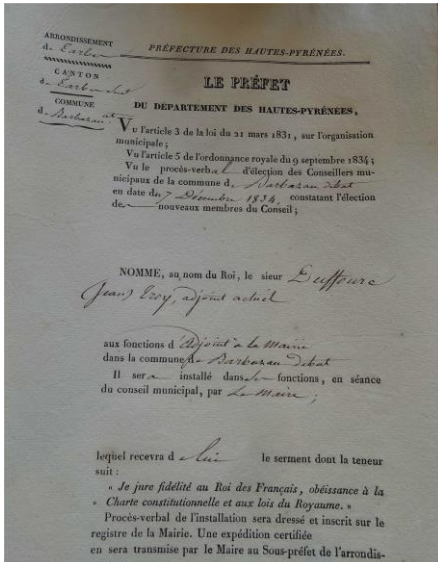 ARRONDISSEMENT
de Tarbes
PRÉFECTURE DES HAUTES-PYRÉNÉES.
CANTON
de Tarbes Sud
COMMUNE
de Barbazan
LE PRÉFET
DU DÉPARTEMENT DES HAUTES-PYRÉNÉES,
Vu l'article 3 de la loi du 21 mars 1831, sur l'organisation
municipale;
Vu l'article 5 de l'ordonnance royale du 9 septembre 1834;
Vu le procès-verbal d'élection des Conseillers mu-
nicipaux de la commune de Barbazan debat
en date du 7 Décembre 1834, constatant l'élection
de nouveaux membres du Conseil;
NOMME, au nom du Roi, le sieur Duffourc
(Jean) Troy, adjoint actuel
aux fonctions d'adjoint à la Mairie
dans la commune de Barbazan debat
Il sera installé dans ses fonctions, en séance
du conseil municipal, par Le Maire;
lequel recevra de lui le serment dont la teneur
suit :
« Je jure fidélité au Roi des Français, obéissance à la
« Charte constitutionnelle et aux lois du Royaume. »
Procès-verbal de l'installation sera dressé et inscrit sur le
registre de la Mairie. Une expédition certifiée
en sera transmise par le Maire au Sous-préfet de l'arrondis-